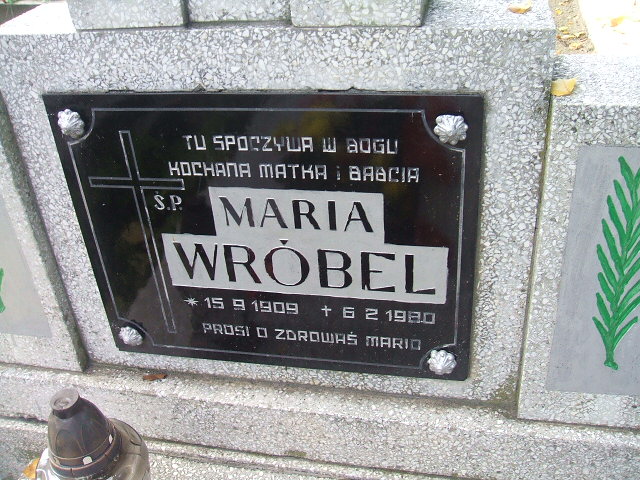 TU SPOCZYWA W BOGU
KOCHANA MATKA I BABCIA
Ś.P.
MARIA
WRÓBEL
* 15 9 1909 + 6 2 1980
PROSI O ZDROWAŚ MARIO